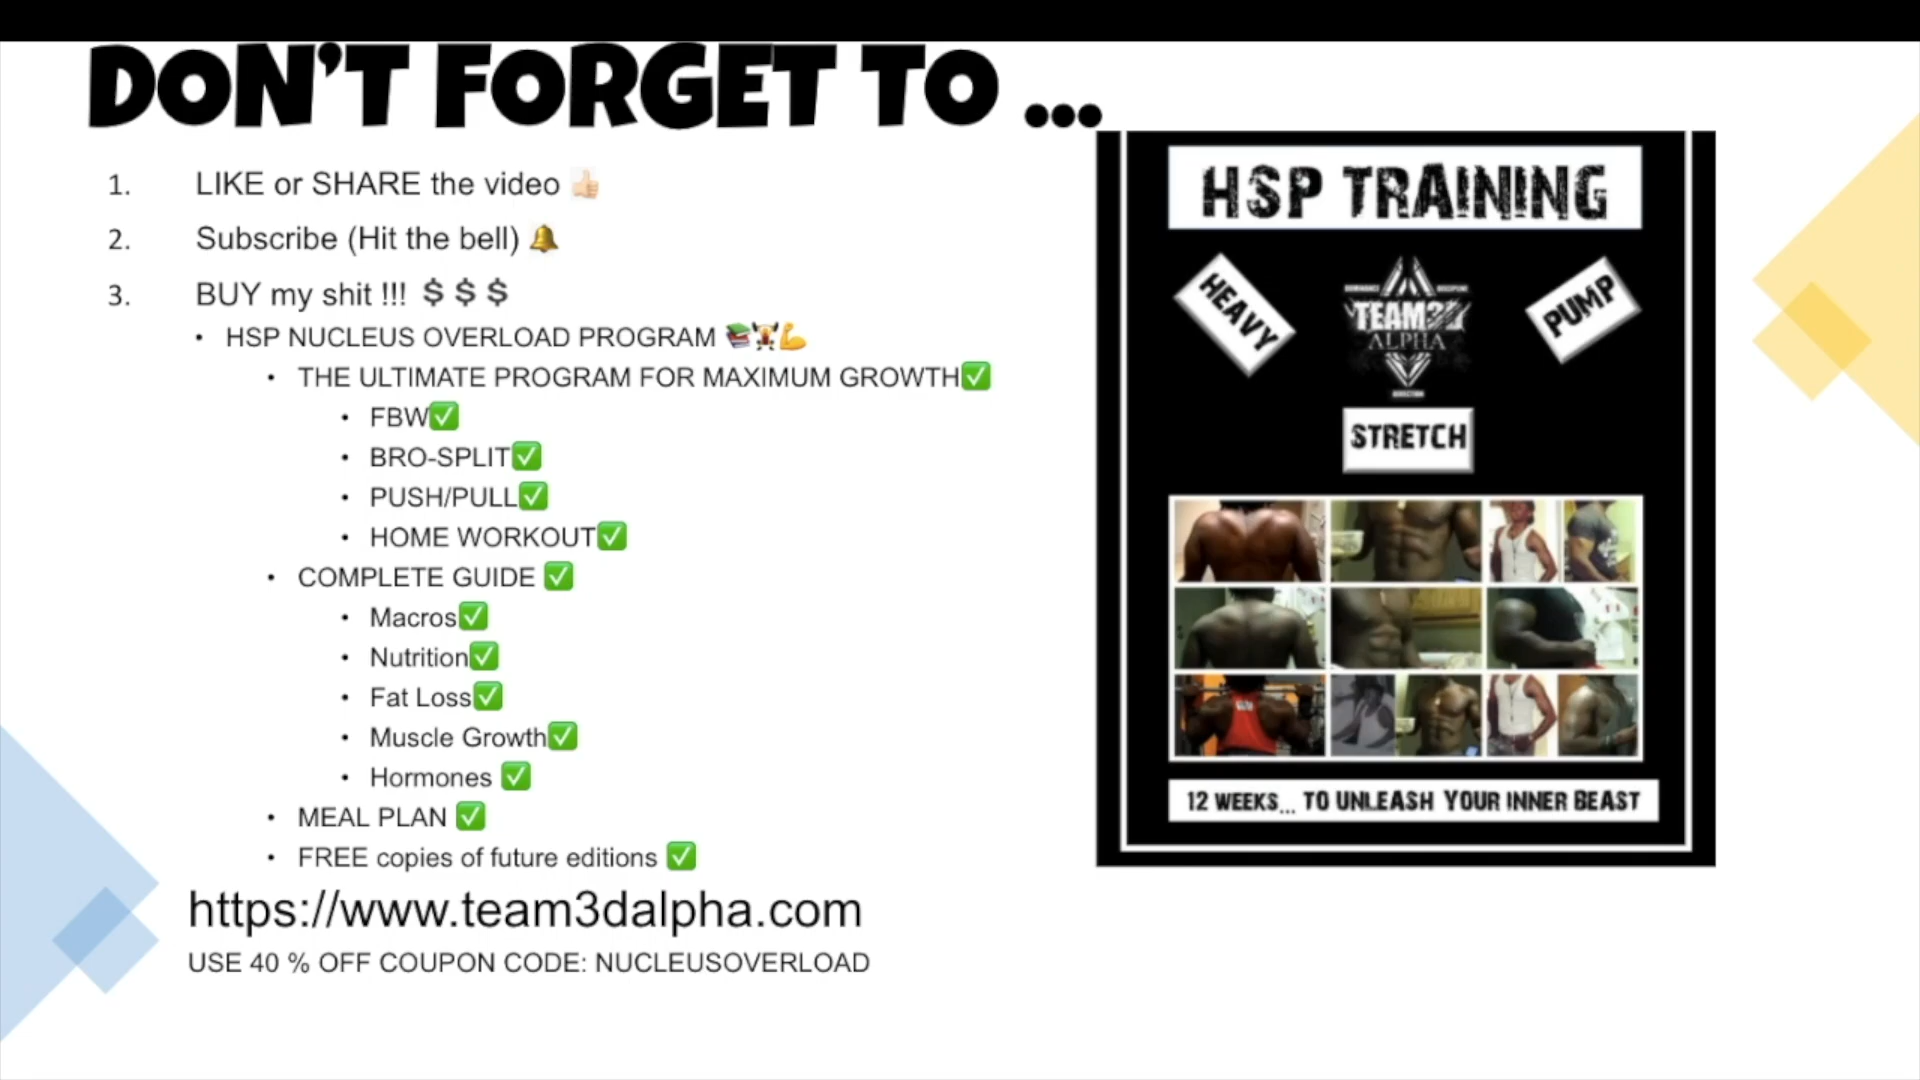 DON'T FORGET TO ...
1. LIKE or SHARE the video 👍🏻
2. Subscribe (Hit the bell) 🔔
3. BUY my shit !!! $ $ $
• HSP NUCLEUS OVERLOAD PROGRAM 📚🏋💪
• THE ULTIMATE PROGRAM FOR MAXIMUM GROWTH✅
• FBW✅
• BRO-SPLIT✅
• PUSH/PULL✅
• HOME WORKOUT✅
• COMPLETE GUIDE ✅
• Macros✅
• Nutrition✅
• Fat Loss✅
• Muscle Growth✅
• Hormones ✅
• MEAL PLAN ✅
• FREE copies of future editions ✅
https://www.team3dalpha.com
USE 40 % OFF COUPON CODE: NUCLEUSOVERLOAD
HSP TRAINING
HEAVY
TEAM3D
ALPHA
PUMP
STRETCH
12 WEEKS... TO UNLEASH YOUR INNER BEAST